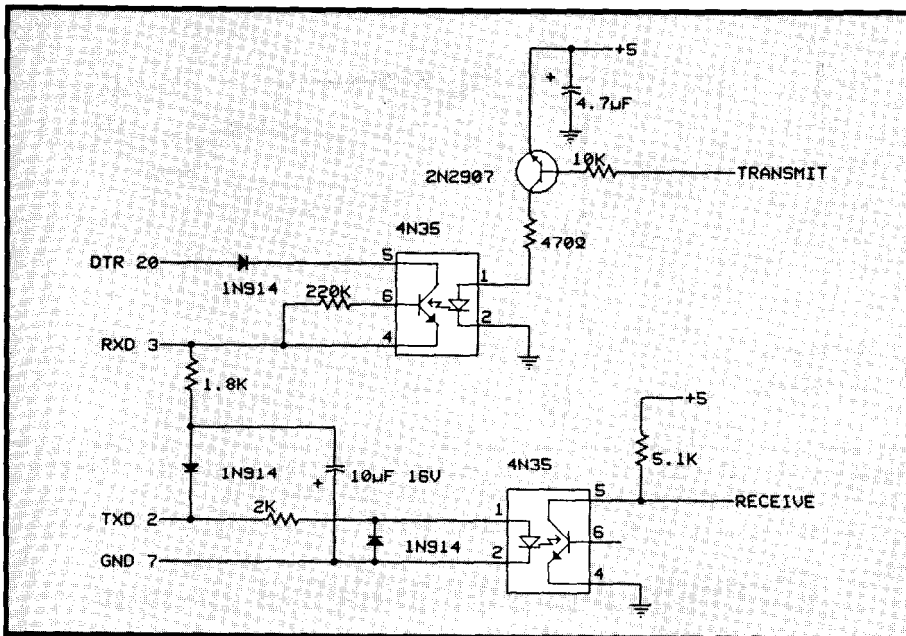 +5
+
4.7µF
2N2907
10K
TRANSMIT
4N35
470Ω
DTR 20
5
1
1N914
220K
6
2
RXD 3
4
1.8K
+5
1N914
+
10µF 16V
4N35
5.1K
5
RECEIVE
TXD 2
2K
1
6
GND 7
1N914
2
4